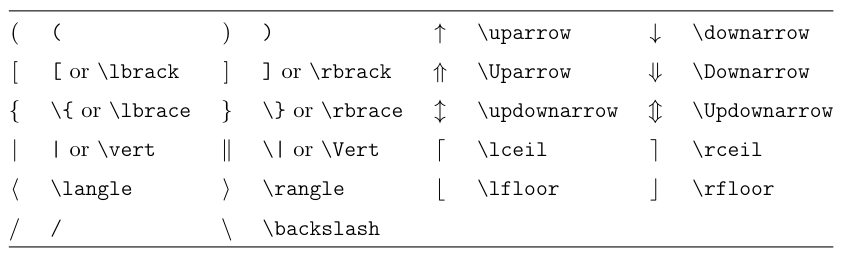 ( ( ) ) ↑ \uparrow ↓ \downarrow
[ [ or \lbrack ] ] or \rbrack ⇑ \Uparrow ⇓ \Downarrow
{ \{ or \lbrace } \} or \rbrace ↕ \updownarrow ⇕ \Updownarrow
| | or \vert ‖ \| or \Vert ⌈ \lceil ⌉ \rceil
⟨ \langle ⟩ \rangle ⌊ \lfloor ⌋ \rfloor
/ / \ \backslash